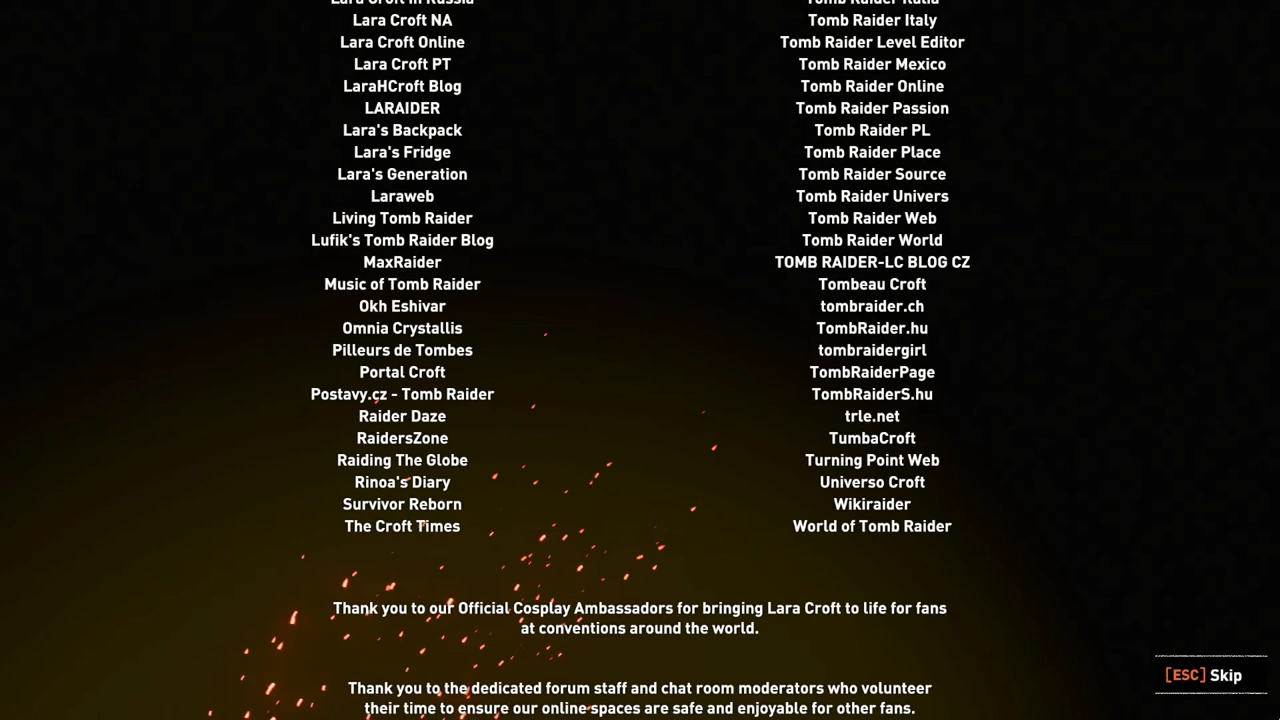 Lara Croft in Russia
Lara Croft NA
Lara Croft Online
Lara Croft PT
LaraHCroft Blog
LARAIDER
Lara's Backpack
Lara's Fridge
Lara's Generation
Laraweb
Living Tomb Raider
Lufik's Tomb Raider Blog
MaxRaider
Music of Tomb Raider
Okh Eshivar
Omnia Crystallis
Pilleurs de Tombes
Portal Croft
Postavy.cz - Tomb Raider
Raider Daze
RaidersZone
Raiding The Globe
Rinoa's Diary
Survivor Reborn
The Croft Times
Tomb Raider Italia
Tomb Raider Italy
Tomb Raider Level Editor
Tomb Raider Mexico
Tomb Raider Online
Tomb Raider Passion
Tomb Raider PL
Tomb Raider Place
Tomb Raider Source
Tomb Raider Univers
Tomb Raider Web
Tomb Raider World
TOMB RAIDER-LC BLOG CZ
Tombeau Croft
tombraider.ch
TombRaider.hu
tombraidergirl
TombRaiderPage
TombRaiderS.hu
trle.net
TumbaCroft
Turning Point Web
Universo Croft
Wikiraider
World of Tomb Raider
Thank you to our Official Cosplay Ambassadors for bringing Lara Croft to life for fans
at conventions around the world.
Thank you to the dedicated forum staff and chat room moderators who volunteer
their time to ensure our online spaces are safe and enjoyable for other fans.
[ESC] Skip